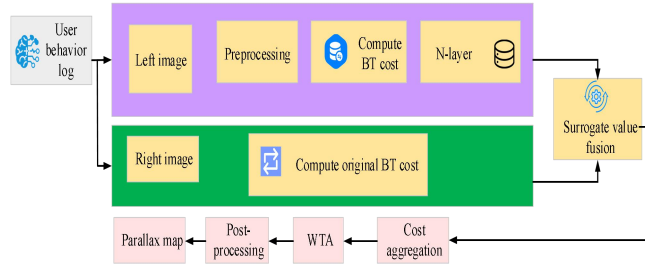 User
behavior
log
Left image
Preprocessing
Compute
BT cost
N-layer
Surrogate value
fusion
Right image
Compute original BT cost
Parallax map
Post-
processing
WTA
Cost
aggregation